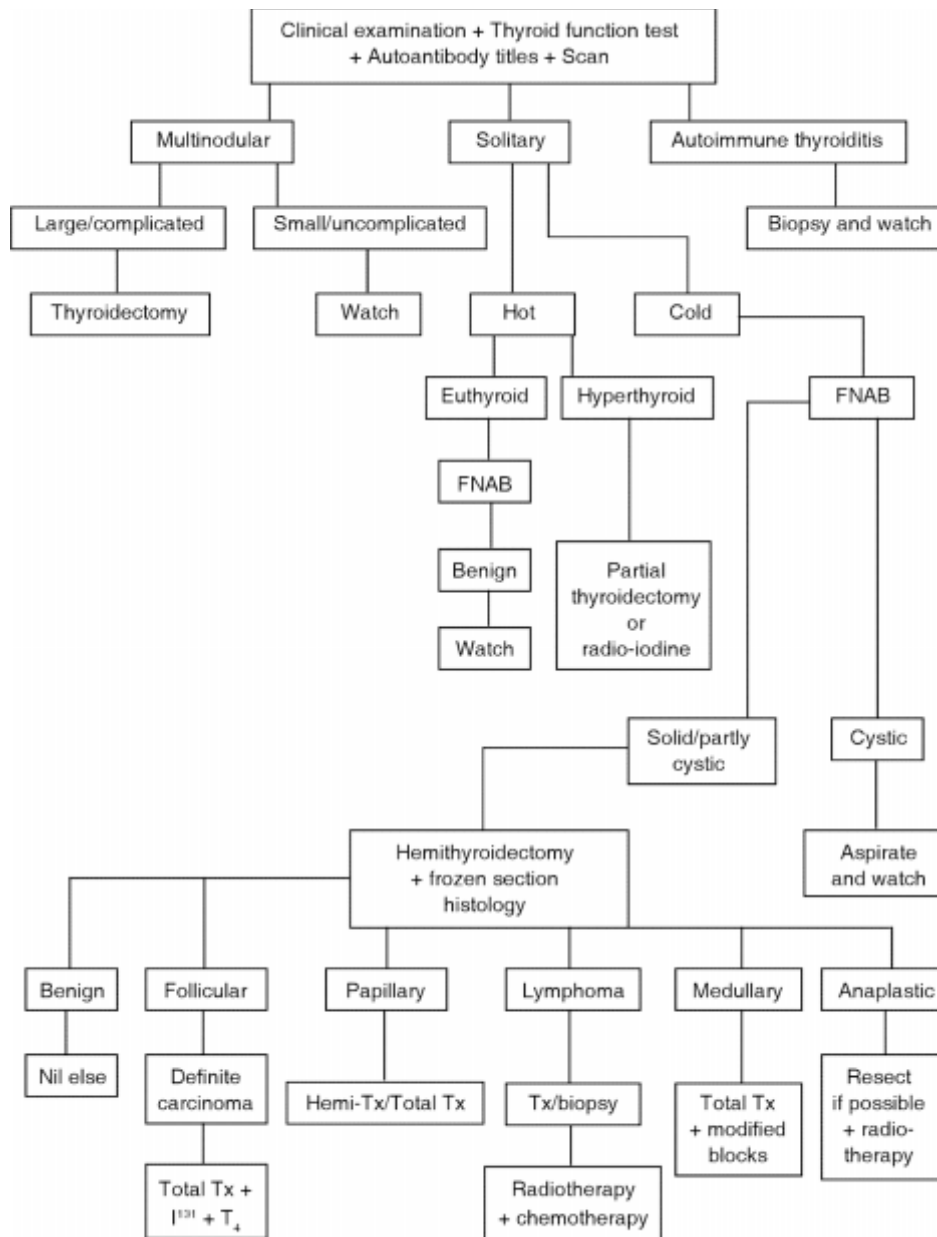 Clinical examination + Thyroid function test
+ Autoantibody titles + Scan
Multinodular
Solitary
Autoimmune thyroiditis
Large/complicated
Small/uncomplicated
Biopsy and watch
Thyroidectomy
Watch
Hot
Cold
Euthyroid
Hyperthyroid
FNAB
FNAB
Benign
Partial
thyroidectomy
or
radio-iodine
Watch
Solid/partly
cystic
Cystic
Hemithyroidectomy
+ frozen section
histology
Aspirate
and watch
Benign
Follicular
Papillary
Lymphoma
Medullary
Anaplastic
Nil else
Definite
carcinoma
Hemi-Tx/Total Tx
Tx/biopsy
Total Tx
+ modified
blocks
Resect
if possible
+ radio-
therapy
Total Tx +
I¹³¹ + T₄
Radiotherapy
+ chemotherapy